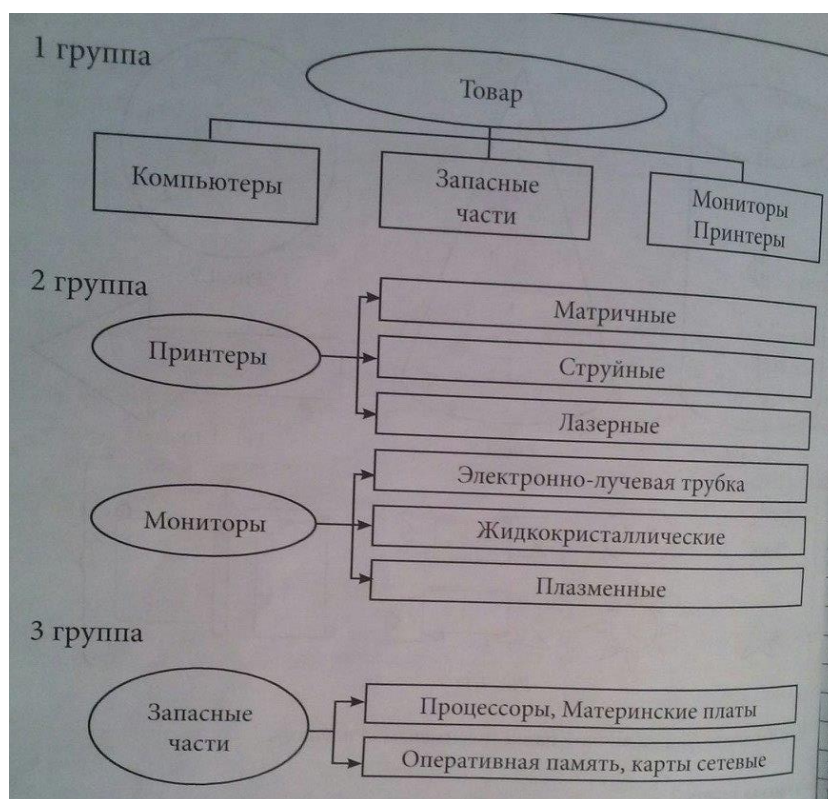 1 группа
Товар
Компьютеры
Запасные
части
Мониторы
Принтеры
2 группа
Принтеры
Матричные
Струйные
Лазерные
Мониторы
Электронно-лучевая трубка
Жидкокристаллические
Плазменные
3 группа
Запасные
части
Процессоры, Материнские платы
Оперативная память, карты сетевые